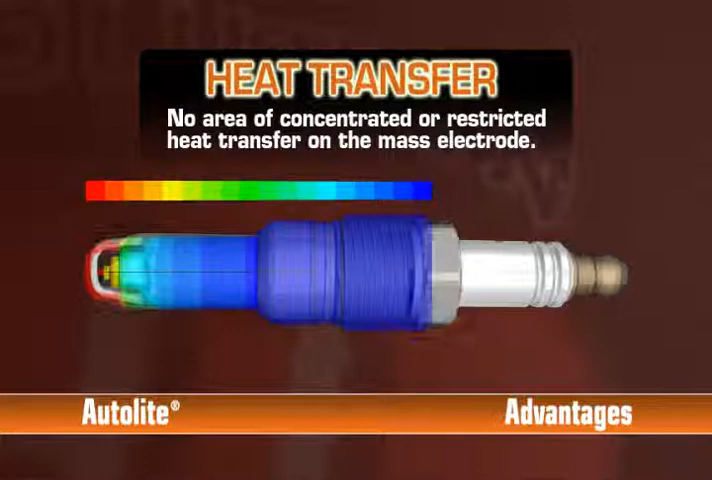 HEAT TRANSFER
No area of concentrated or restricted
heat transfer on the mass electrode.
Autolite® Advantages